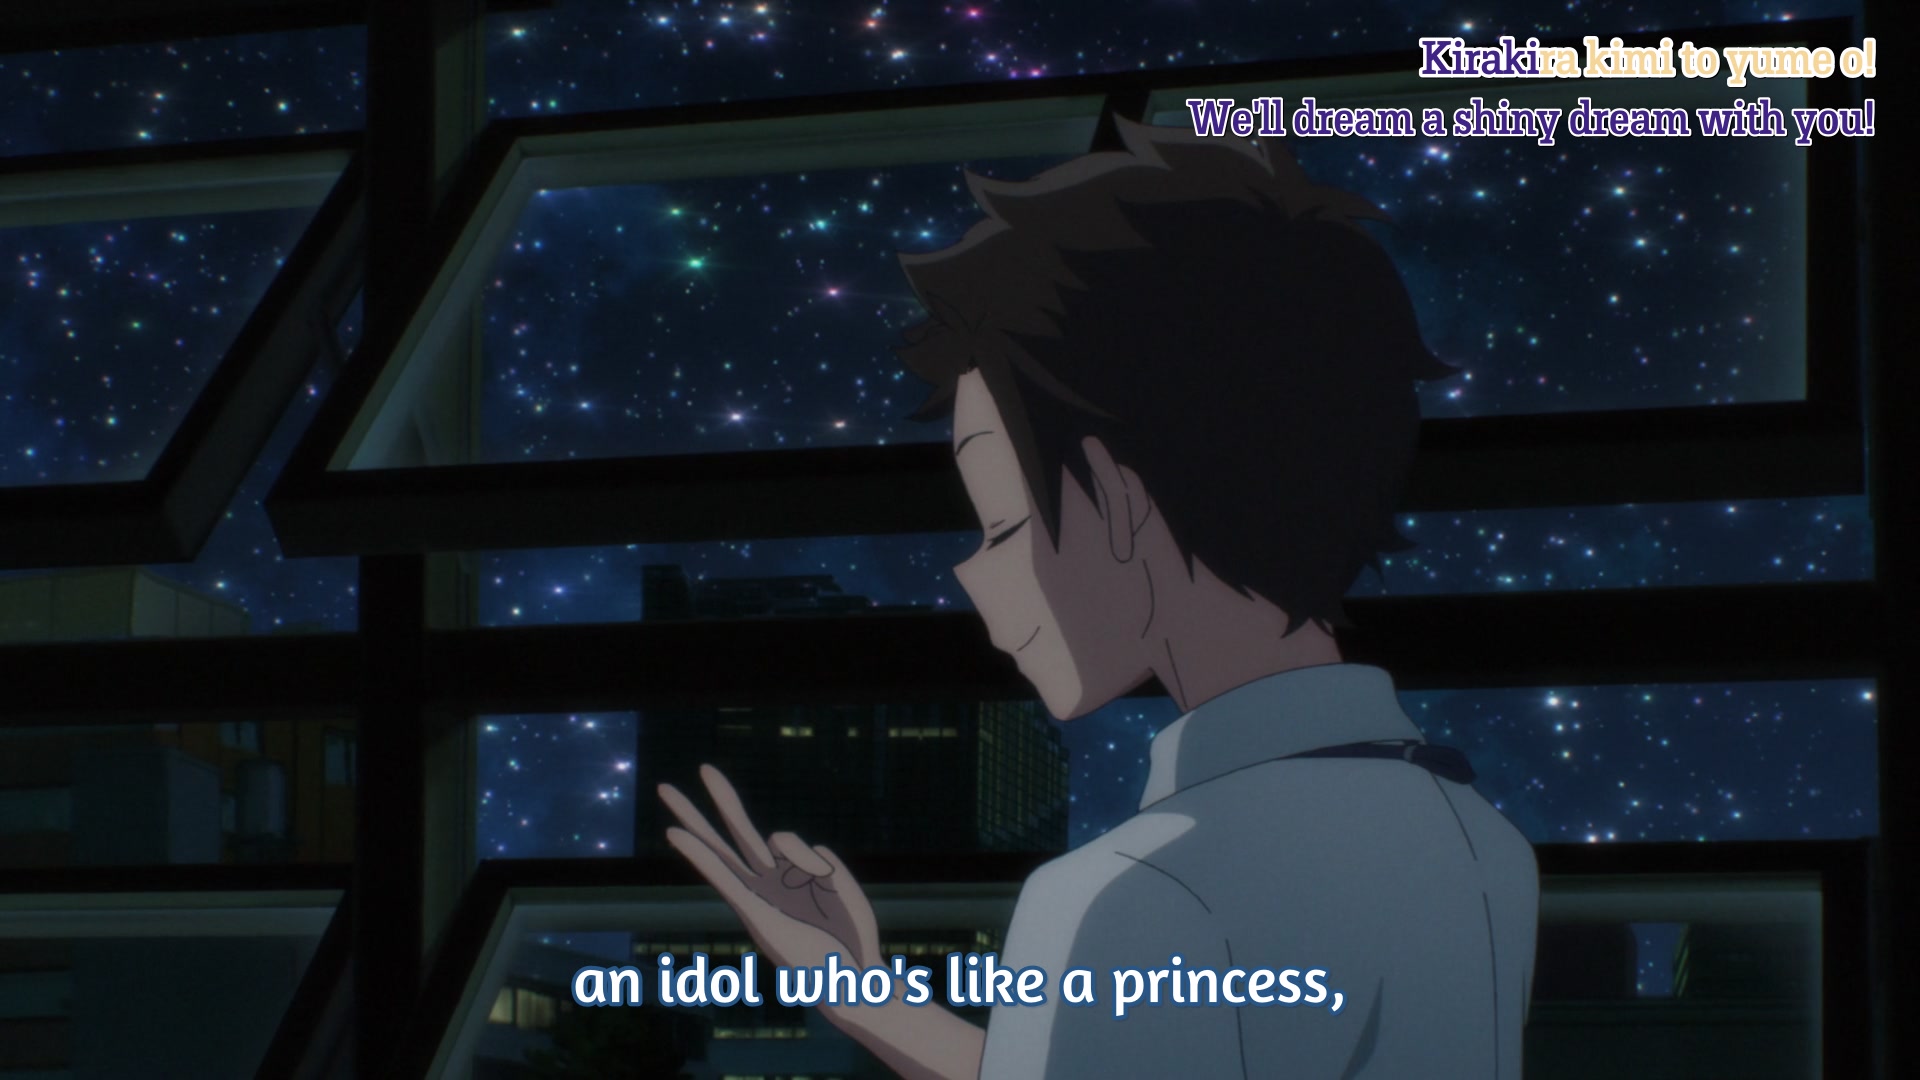 Kirakira kimi to yume o!
We'll dream a shiny dream with you!
an idol who's like a princess,